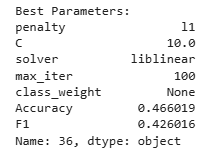 Best Parameters:
penalty l1
C 10.0
solver liblinear
max_iter 100
class_weight None
Accuracy 0.466019
F1 0.426016
Name: 36, dtype: object